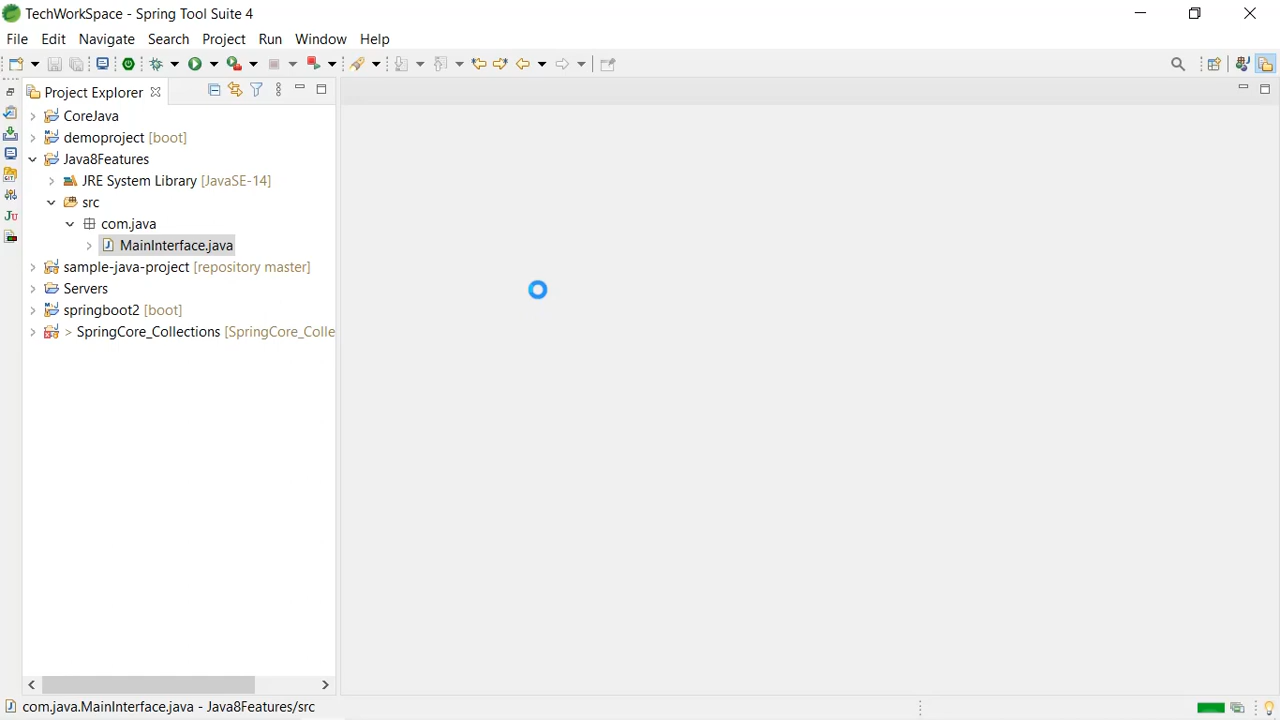 TechWorkSpace - Spring Tool Suite 4
File Edit Navigate Search Project Run Window Help
Project Explorer
CoreJava
demoproject [boot]
Java8Features
JRE System Library [JavaSE-14]
src
com.java
MainInterface.java
sample-java-project [repository master]
Servers
springboot2 [boot]
> SpringCore_Collections [SpringCore_Colle
com.java.MainInterface.java - Java8Features/src